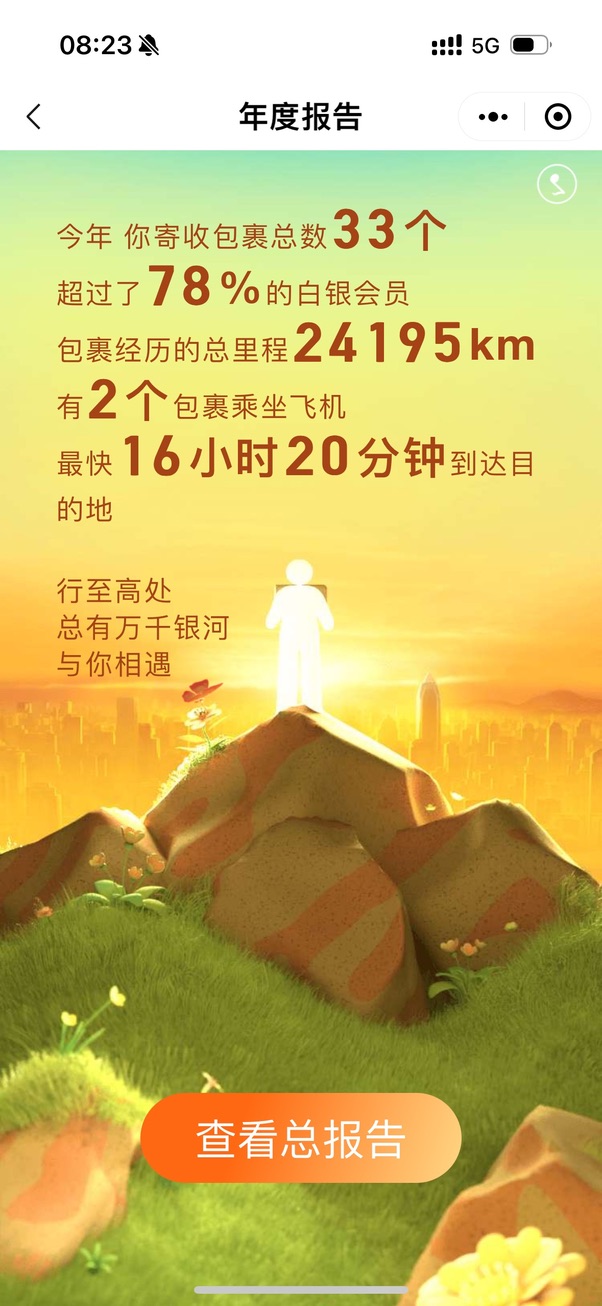 08:23
5G
年度报告
今年 你寄收包裹总数33个
超过了78%的白银会员
包裹经历的总里程24195km
有2个包裹乘坐飞机
最快16小时20分钟到达目
的地
行至高处
总有万千银河
与你相遇
查看总报告